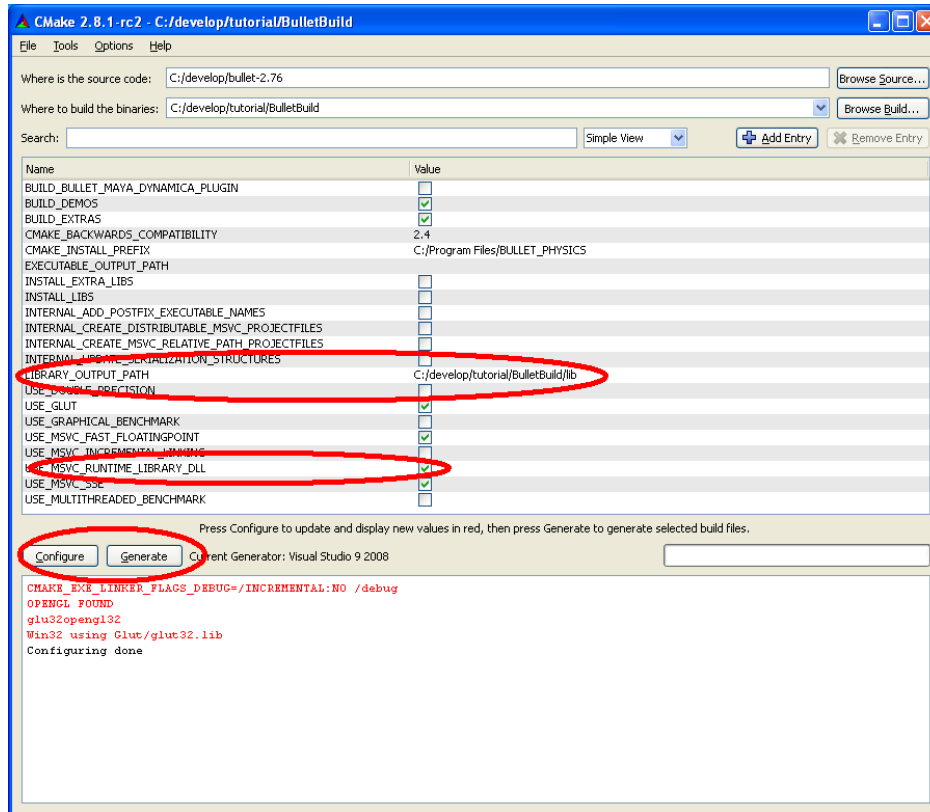 CMake 2.8.1-rc2 - C:/develop/tutorial/BulletBuild
File Tools Options Help
Where is the source code: C:/develop/bullet-2.76 Browse Source...
Where to build the binaries: C:/develop/tutorial/BulletBuild Browse Build...
Search: Simple View Add Entry Remove Entry
Name Value
BUILD_BULLET_MAYA_DYNAMICA_PLUGIN
BUILD_DEMOS
BUILD_EXTRAS
CMAKE_BACKWARDS_COMPATIBILITY 2.4
CMAKE_INSTALL_PREFIX C:/Program Files/BULLET_PHYSICS
EXECUTABLE_OUTPUT_PATH
INSTALL_EXTRA_LIBS
INSTALL_LIBS
INTERNAL_ADD_POSTFIX_EXECUTABLE_NAMES
INTERNAL_CREATE_DISTRIBUTABLE_MSVC_PROJECTFILES
INTERNAL_CREATE_MSVC_RELATIVE_PATH_PROJECTFILES
INTERNAL_UPDATE_SERIALIZATION_STRUCTURES
LIBRARY_OUTPUT_PATH C:/develop/tutorial/BulletBuild/lib
USE_DOUBLE_PRECISION
USE_GLUT
USE_GRAPHICAL_BENCHMARK
USE_MSVC_FAST_FLOATINGPOINT
USE_MSVC_INCREMENTAL_LINKING
USE_MSVC_RUNTIME_LIBRARY_DLL
USE_MSVC_SSE
USE_MULTITHREADED_BENCHMARK
Press Configure to update and display new values in red, then press Generate to generate selected build files.
Configure Generate Current Generator: Visual Studio 9 2008
CMAKE_EXE_LINKER_FLAGS_DEBUG=/INCREMENTAL:NO /debug
OPENGL FOUND
glu32opengl32
Win32 using Glut/glut32.lib
Configuring done